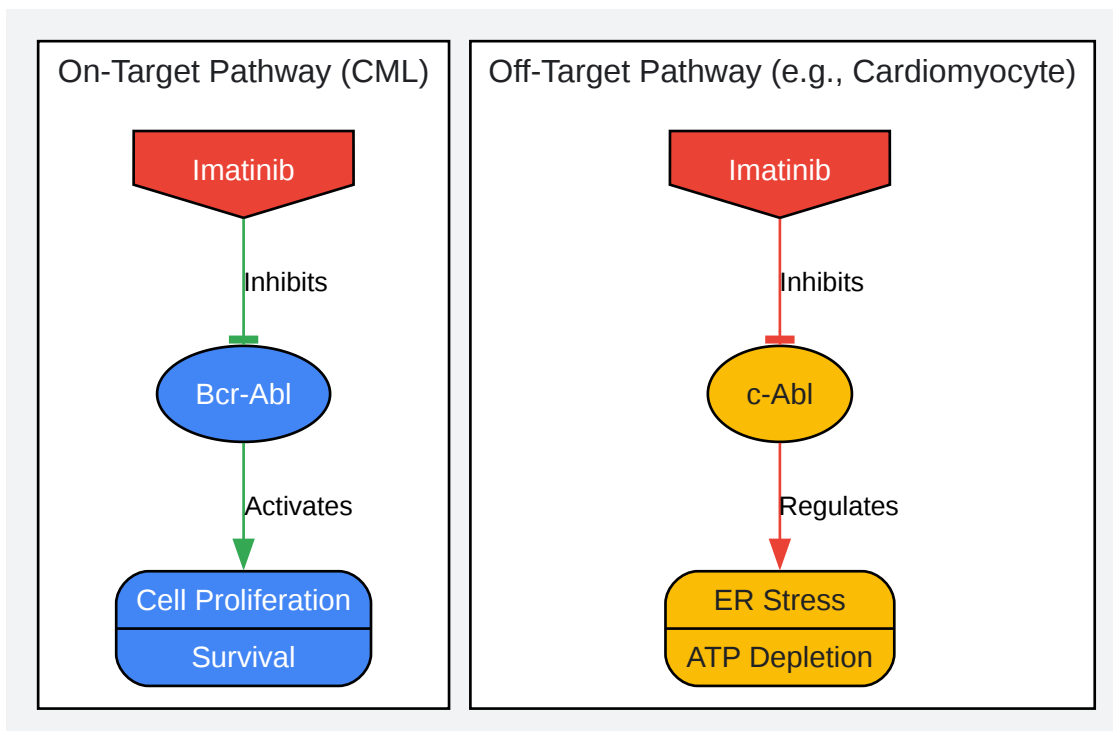 On-Target Pathway (CML)
Imatinib
Inhibits
Bcr-Abl
Activates
Cell Proliferation
Survival
Off-Target Pathway (e.g., Cardiomyocyte)
Imatinib
Inhibits
c-Abl
Regulates
ER Stress
ATP Depletion